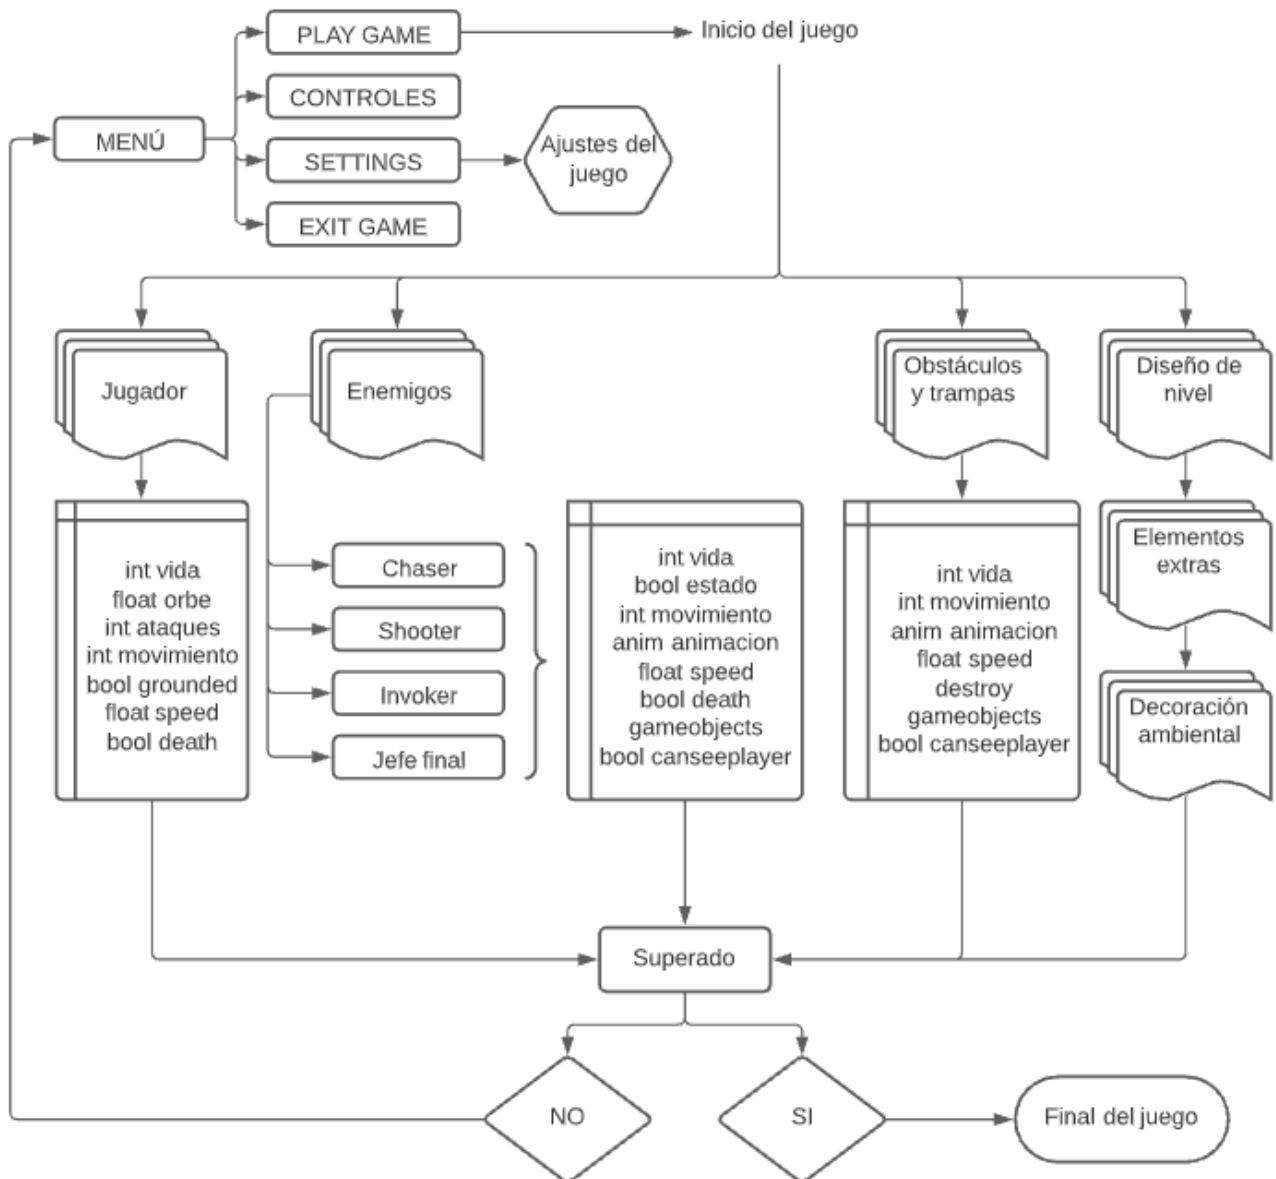 PLAY GAME
Inicio del juego
CONTROLES
MENÚ
SETTINGS
Ajustes del
juego
EXIT GAME
Jugador
Enemigos
Obstáculos
y trampas
Diseño de
nivel
int vida
float orbe
int ataques
int movimiento
bool grounded
float speed
bool death
Chaser
Shooter
Invoker
Jefe final
int vida
bool estado
int movimiento
anim animacion
float speed
bool death
gameobjects
bool canseeplayer
int vida
int movimiento
anim animacion
float speed
destroy
gameobjects
bool canseeplayer
Elementos
extras
Decoración
ambiental
Superado
NO
SI
Final del juego